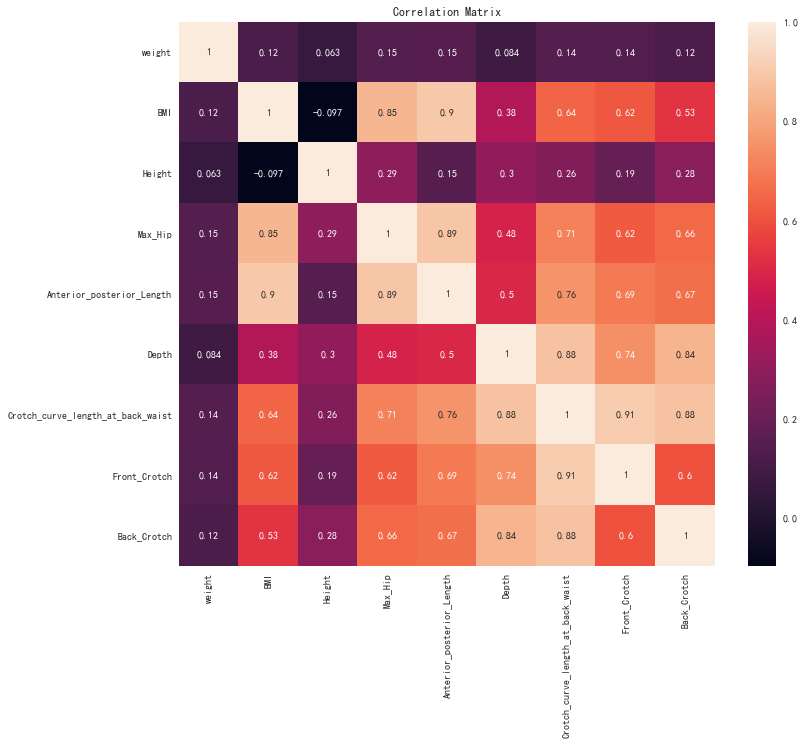 Correlation Matrix
weight 1 0.12 0.063 0.15 0.15 0.084 0.14 0.14 0.12
BMI 0.12 1 -0.097 0.85 0.9 0.38 0.64 0.62 0.53
Height 0.063 -0.097 1 0.29 0.15 0.3 0.26 0.19 0.28
Max_Hip 0.15 0.85 0.29 1 0.89 0.48 0.71 0.62 0.66
Anterior_posterior_Length 0.15 0.9 0.15 0.89 1 0.5 0.76 0.69 0.67
Depth 0.084 0.38 0.3 0.48 0.5 1 0.88 0.74 0.84
Crotch_curve_length_at_back_waist 0.14 0.64 0.26 0.71 0.76 0.88 1 0.91 0.88
Front_Crotch 0.14 0.62 0.19 0.62 0.69 0.74 0.91 1 0.6
Back_Crotch 0.12 0.53 0.28 0.66 0.67 0.84 0.88 0.6 1
weight
BMI
Height
Max_Hip
Anterior_posterior_Length
Depth
Crotch_curve_length_at_back_waist
Front_Crotch
Back_Crotch
1.0
0.8
0.6
0.4
0.2
0.0